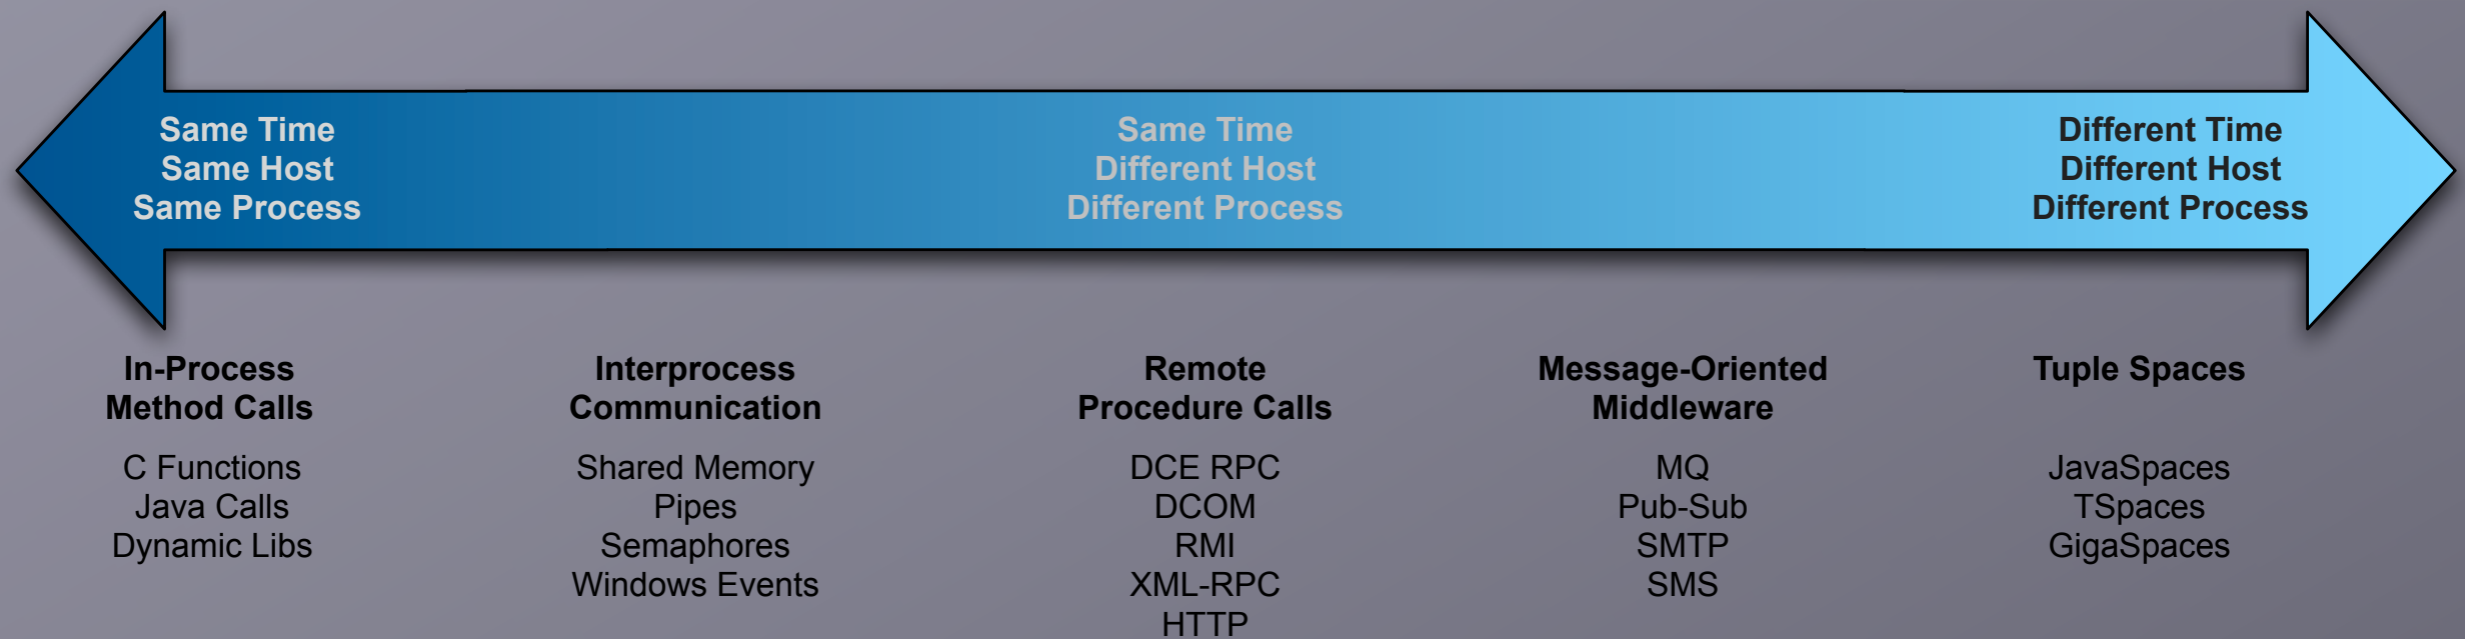 Same Time
Same Host
Same Process
Same Time
Different Host
Different Process
Different Time
Different Host
Different Process
In-Process
Method Calls
C Functions
Java Calls
Dynamic Libs
Interprocess
Communication
Shared Memory
Pipes
Semaphores
Windows Events
Remote
Procedure Calls
DCE RPC
DCOM
RMI
XML-RPC
HTTP
Message-Oriented
Middleware
MQ
Pub-Sub
SMTP
SMS
Tuple Spaces
JavaSpaces
TSpaces
GigaSpaces